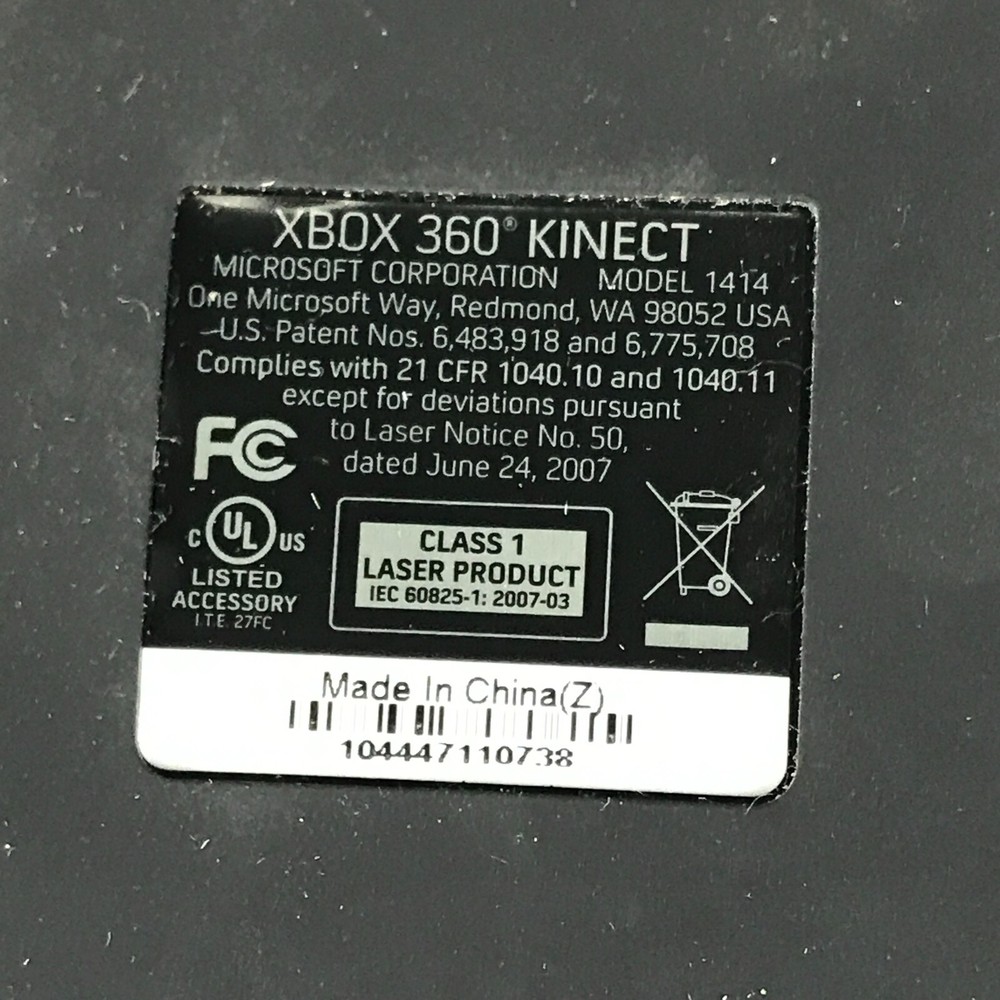 XBOX 360® KINECT
MICROSOFT CORPORATION MODEL 1414
One Microsoft Way, Redmond, WA 98052 USA
U.S. Patent Nos. 6,483,918 and 6,775,708
Complies with 21 CFR 1040.10 and 1040.11
except for deviations pursuant
to Laser Notice No. 50,
dated June 24, 2007
FC
C UL US
LISTED
ACCESSORY
I.T.E. 27FC
CLASS 1
LASER PRODUCT
IEC 60825-1: 2007-03
Made In China(Z)
104447110738